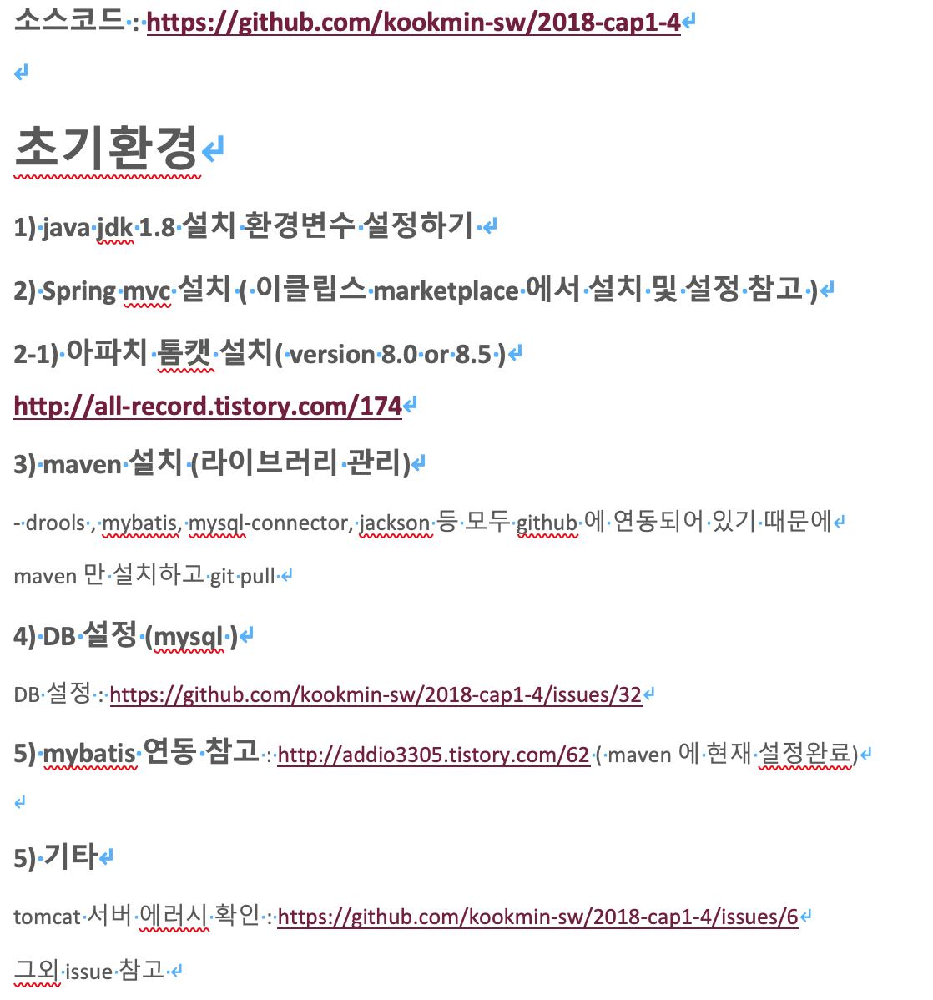 소스코드 : https://github.com/kookmin-sw/2018-cap1-4
초기환경
1) java jdk 1.8 설치 환경변수 설정하기
2) Spring mvc 설치 ( 이클립스 marketplace 에서 설치 및 설정 참고 )
2-1) 아파치 톰캣 설치( version 8.0 or 8.5 )
http://all-record.tistory.com/174
3) maven 설치 (라이브러리 관리)
- drools , mybatis, mysql-connector, jackson 등 모두 github 에 연동되어 있기 때문에
maven 만 설치하고 git pull
4) DB 설정 (mysql )
DB 설정 : https://github.com/kookmin-sw/2018-cap1-4/issues/32
5) mybatis 연동 참고 : http://addio3305.tistory.com/62 ( maven 에 현재 설정완료)
5) 기타
tomcat 서버 에러시 확인 : https://github.com/kookmin-sw/2018-cap1-4/issues/6
그외 issue 참고